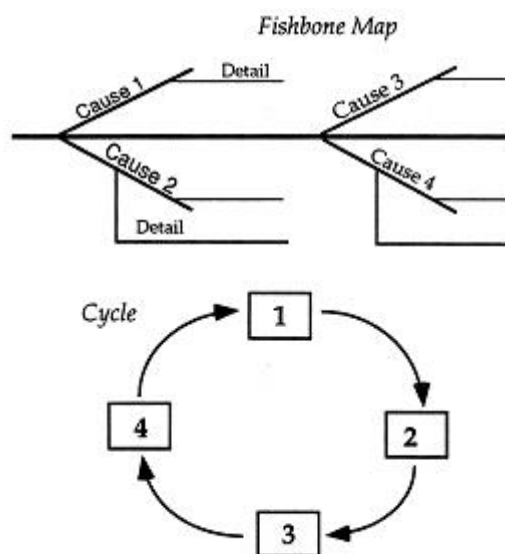 Fishbone Map
Cause 1
Detail
Cause 3
Cause 2
Cause 4
Detail
Cycle
1
4
2
3